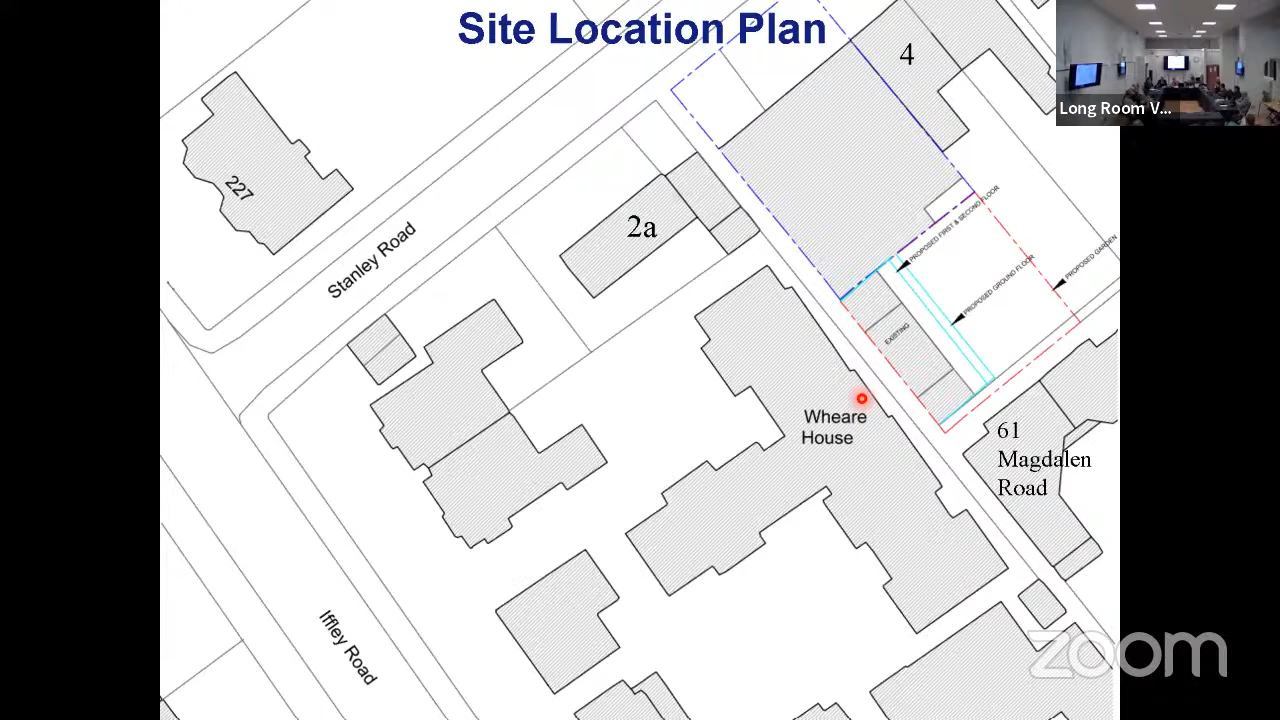 Site Location Plan
4
Long Room V...
227
2a
Stanley Road
PROPOSED FIRST & SECOND FLOOR
PROPOSED GARDEN
PROPOSED GROUND FLOOR
EXISTING
Wheare
House
61
Magdalen
Road
Iffley Road
zoom